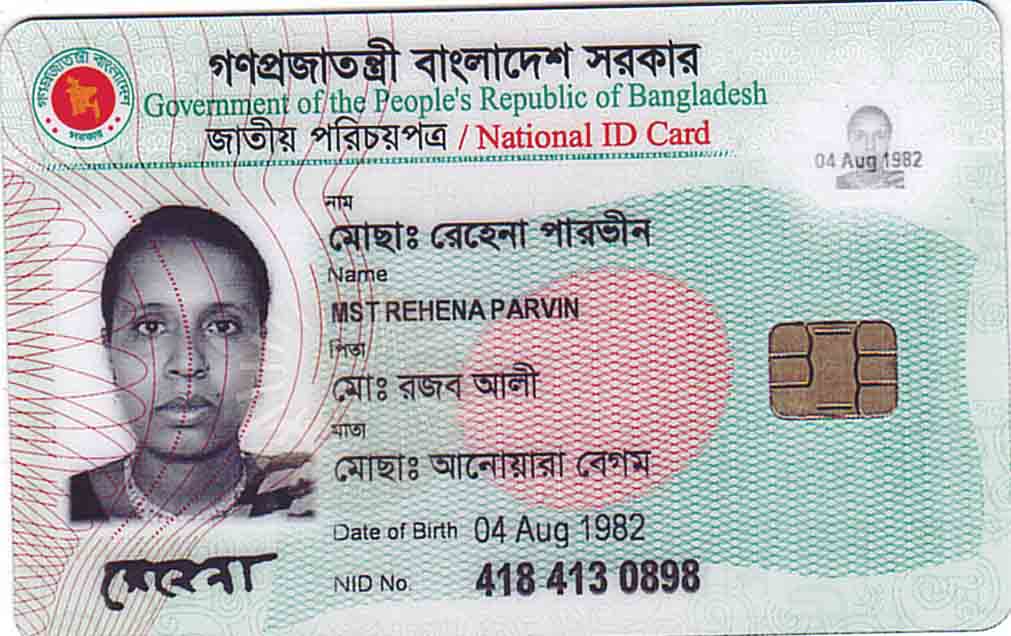 গণপ্রজাতন্ত্রী বাংলাদেশ
সরকার
গণপ্রজাতন্ত্রী বাংলাদেশ সরকার
Government of the People's Republic of Bangladesh
জাতীয় পরিচয়পত্র / National ID Card
04 Aug 1982
নাম
মোছাঃ রেহেনা পারভীন
Name
MST REHENA PARVIN
পিতা
মোঃ রজব আলী
মাতা
মোছাঃ আনোয়ারা বেগম
Date of Birth 04 Aug 1982
NID No. 418 413 0898
রেহেনা